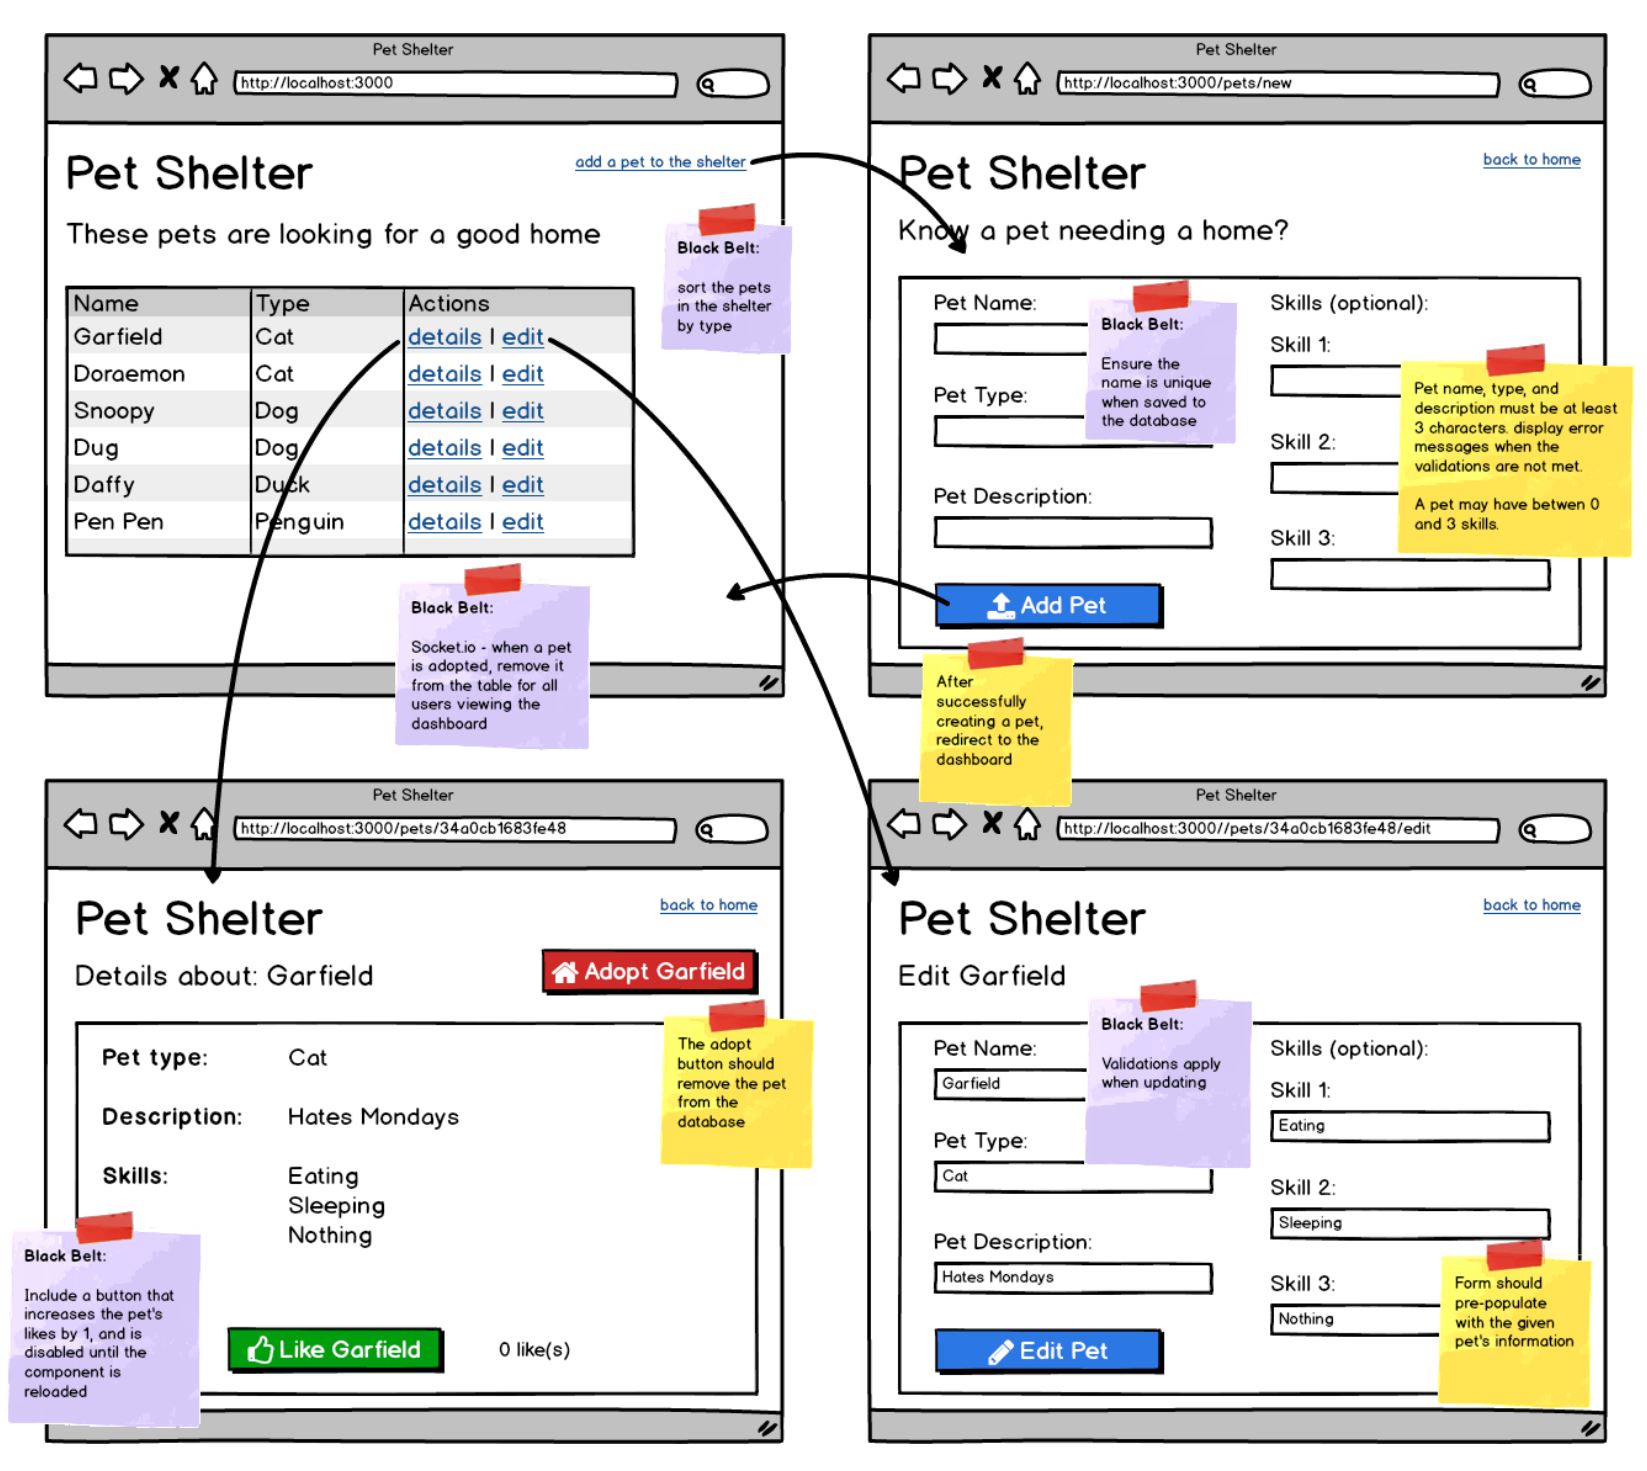 Pet Shelter
http://localhost:3000
Pet Shelter
add a pet to the shelter
These pets are looking for a good home
Black Belt:
sort the pets
in the shelter
by type
Name Type Actions
Garfield Cat details | edit
Doraemon Cat details | edit
Snoopy Dog details | edit
Dug Dog details | edit
Daffy Duck details | edit
Pen Pen Penguin details | edit
Black Belt:
Socket.io - when a pet
is adopted, remove it
from the table for all
users viewing the
dashboard
Pet Shelter
http://localhost:3000/pets/new
Pet Shelter
back to home
Know a pet needing a home?
Pet Name:
Black Belt:
Ensure the
name is unique
when saved to
the database
Pet Type:
Pet Description:
Skills (optional):
Skill 1:
Skill 2:
Skill 3:
Pet name, type, and
description must be at least
3 characters. display error
messages when the
validations are not met.
A pet may have betwen 0
and 3 skills.
Add Pet
After
successfully
creating a pet,
redirect to the
dashboard
Pet Shelter
http://localhost:3000/pets/34a0cb1683fe48
Pet Shelter
back to home
Details about: Garfield
Adopt Garfield
The adopt
button should
remove the pet
from the
database
Pet type: Cat
Description: Hates Mondays
Skills: Eating
Sleeping
Nothing
Black Belt:
Include a button that
increases the pet's
likes by 1, and is
disabled until the
component is
reloaded
Like Garfield
0 like(s)
Pet Shelter
http://localhost:3000//pets/34a0cb1683fe48/edit
Pet Shelter
back to home
Edit Garfield
Black Belt:
Validations apply
when updating
Pet Name:
Garfield
Pet Type:
Cat
Pet Description:
Hates Mondays
Edit Pet
Skills (optional):
Skill 1:
Eating
Skill 2:
Sleeping
Skill 3:
Nothing
Form should
pre-populate
with the given
pet's information